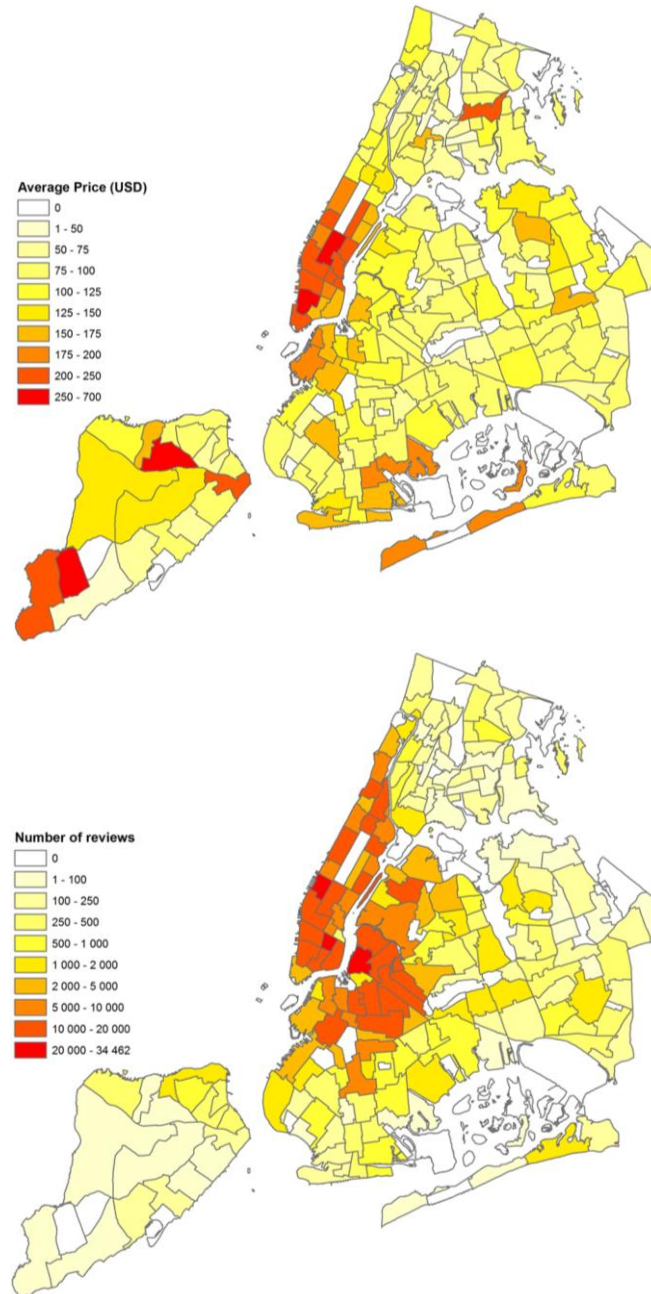 Average Price (USD)
0
1 - 50
50 - 75
75 - 100
100 - 125
125 - 150
150 - 175
175 - 200
200 - 250
250 - 700
Number of reviews
0
1 - 100
100 - 250
250 - 500
500 - 1 000
1 000 - 2 000
2 000 - 5 000
5 000 - 10 000
10 000 - 20 000
20 000 - 34 462